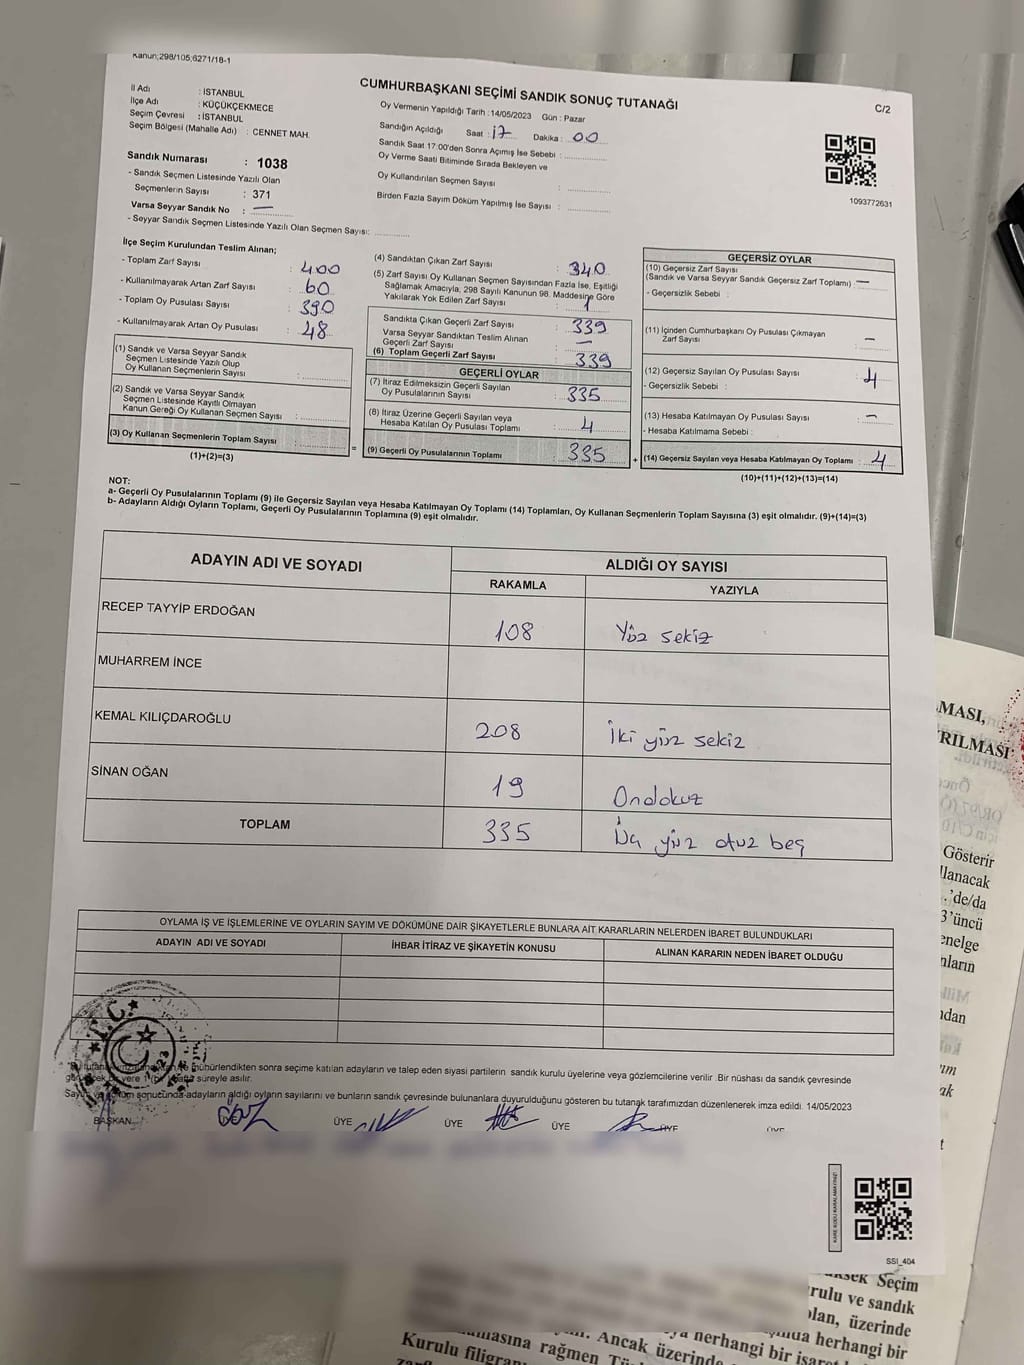 Kanun;298/105;6271/18-1
CUMHURBAŞKANI SEÇİMİ SANDIK SONUÇ TUTANAĞI
C/2
İl Adı : İSTANBUL
İlçe Adı : KÜÇÜKÇEKMECE
Seçim Çevresi : İSTANBUL
Seçim Bölgesi (Mahalle Adı) : CENNET MAH.
Sandık Numarası : 1038
- Sandık Seçmen Listesinde Yazılı Olan
Seçmenlerin Sayısı : 371
Varsa Seyyar Sandık No : —
- Seyyar Sandık Seçmen Listesinde Yazılı Olan Seçmen Sayısı:
Oy Vermenin Yapıldığı Tarih :14/05/2023 Gün : Pazar
Sandığın Açıldığı Saat : 17 Dakika : 00
Sandık Saat 17:00'den Sonra Açımış İse Sebebi :
Oy Verme Saati Bitiminde Sırada Bekleyen ve
Oy Kullandırılan Seçmen Sayısı :
Birden Fazla Sayım Döküm Yapılmış İse Sayısı :
1093772631
İlçe Seçim Kurulundan Teslim Alınan;
- Toplam Zarf Sayısı : 400
- Kullanılmayarak Artan Zarf Sayısı : 60
- Toplam Oy Pusulası Sayısı : 390
- Kullanılmayarak Artan Oy Pusulası : 48
(1) Sandık ve Varsa Seyyar Sandık
Seçmen Listesinde Yazılı Olup
Oy Kullanan Seçmenlerin Sayısı :
(2) Sandık ve Varsa Seyyar Sandık
Seçmen Listesinde Kayıtlı Olmayan
Kanun Gereği Oy Kullanan Seçmen Sayısı :
(3) Oy Kullanan Seçmenlerin Toplam Sayısı :
(1)+(2)=(3)
(4) Sandıktan Çıkan Zarf Sayısı : 340
(5) Zarf Sayısı Oy Kullanan Seçmen Sayısından Fazla İse, Eşitliği
Sağlamak Amacıyla, 298 Sayılı Kanunun 98. Maddesine Göre
Yakılarak Yok Edilen Zarf Sayısı : 1
Sandıkta Çıkan Geçerli Zarf Sayısı : 339
Varsa Seyyar Sandıktan Teslim Alınan
Geçerli Zarf Sayısı : —
(6) Toplam Geçerli Zarf Sayısı : 339
GEÇERLİ OYLAR
(7) İtiraz Edilmeksizin Geçerli Sayılan
Oy Pusulalarının Sayısı : 335
(8) İtiraz Üzerine Geçerli Sayılan veya
Hesaba Katılan Oy Pusulası Toplamı : 4
= (9) Geçerli Oy Pusulalarının Toplamı : 335 +
GEÇERSİZ OYLAR
(10) Geçersiz Zarf Sayısı
(Sandık ve Varsa Seyyar Sandık Geçersiz Zarf Toplamı) : —
- Geçersizlik Sebebi :
(11) İçinden Cumhurbaşkanı Oy Pusulası Çıkmayan
Zarf Sayısı : —
(12) Geçersiz Sayılan Oy Pusulası Sayısı : 4
- Geçersizlik Sebebi :
(13) Hesaba Katılmayan Oy Pusulası Sayısı : —
- Hesaba Katılmama Sebebi :
(14) Geçersiz Sayılan veya Hesaba Katılmayan Oy Toplamı : 4
(10)+(11)+(12)+(13)=(14)
NOT:
a- Geçerli Oy Pusulalarının Toplamı (9) ile Geçersiz Sayılan veya Hesaba Katılmayan Oy Toplamı (14) Toplamları, Oy Kullanan Seçmenlerin Toplam Sayısına (3) eşit olmalıdır. (9)+(14)=(3)
b- Adayların Aldığı Oyların Toplamı, Geçerli Oy Pusulalarının Toplamına (9) eşit olmalıdır.
ADAYIN ADI VE SOYADI ALDIĞI OY SAYISI
RAKAMLA YAZIYLA
RECEP TAYYİP ERDOĞAN 108 Yüz sekiz
MUHARREM İNCE
KEMAL KILIÇDAROĞLU 208 İki yüz sekiz
SİNAN OĞAN 19 Ondokuz
TOPLAM 335 Üç yüz otuz beş
OYLAMA İŞ VE İŞLEMLERİNE VE OYLARIN SAYIM VE DÖKÜMÜNE DAİR ŞİKAYETLERLE BUNLARA AİT KARARLARIN NELERDEN İBARET BULUNDUKLARI
ADAYIN ADI VE SOYADI İHBAR İTİRAZ VE ŞİKAYETİN KONUSU ALINAN KARARIN NEDEN İBARET OLDUĞU
T.C.
mühürlendikten sonra seçime katılan adayların ve talep eden siyasi partilerin sandık kurulu üyelerine veya gözlemcilerine verilir .Bir nüshası da sandık çevresinde
yere 1 (bir) hafta süreyle asılır.
sonucunda adayların aldığı oyların sayılarını ve bunların sandık çevresinde bulunanlara duyurulduğunu gösteren bu tutanak tarafımızdan düzenlenerek imza edildi. 14/05/2023
BAŞKAN ÜYE ÜYE ÜYE ÜYE ÜYE
KARE KODU KARALAMAYINIZ!
SSI_404
MASI,
RILMASI
Gösterir
llanacak
.'de/da
3'üncü
enelge
nların
ndan
ım
ak
Seçim
rulu ve sandık
olan, üzerinde
herhangi bir
masına rağmen
Ancak üzerinde
nerhangi bir işaret
Kurulu filigran